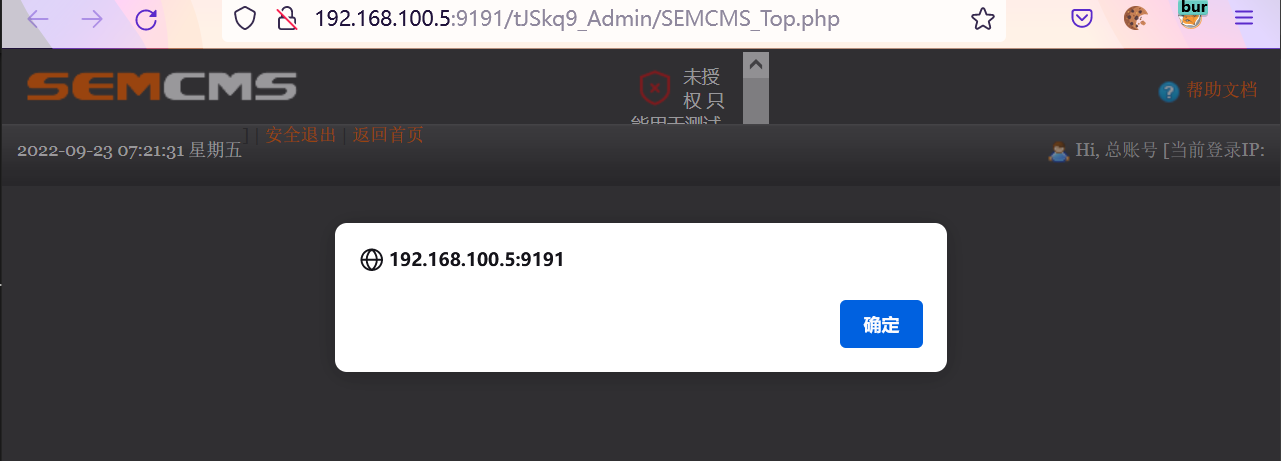 bur
192.168.100.5:9191/tJSkq9_Admin/SEMCMS_Top.php
SEMCMS
未授
权 只
能用于测试
帮助文档
] | 安全退出 | 返回首页
2022-09-23 07:21:31 星期五
Hi, 总账号 [当前登录IP:
192.168.100.5:9191
确定